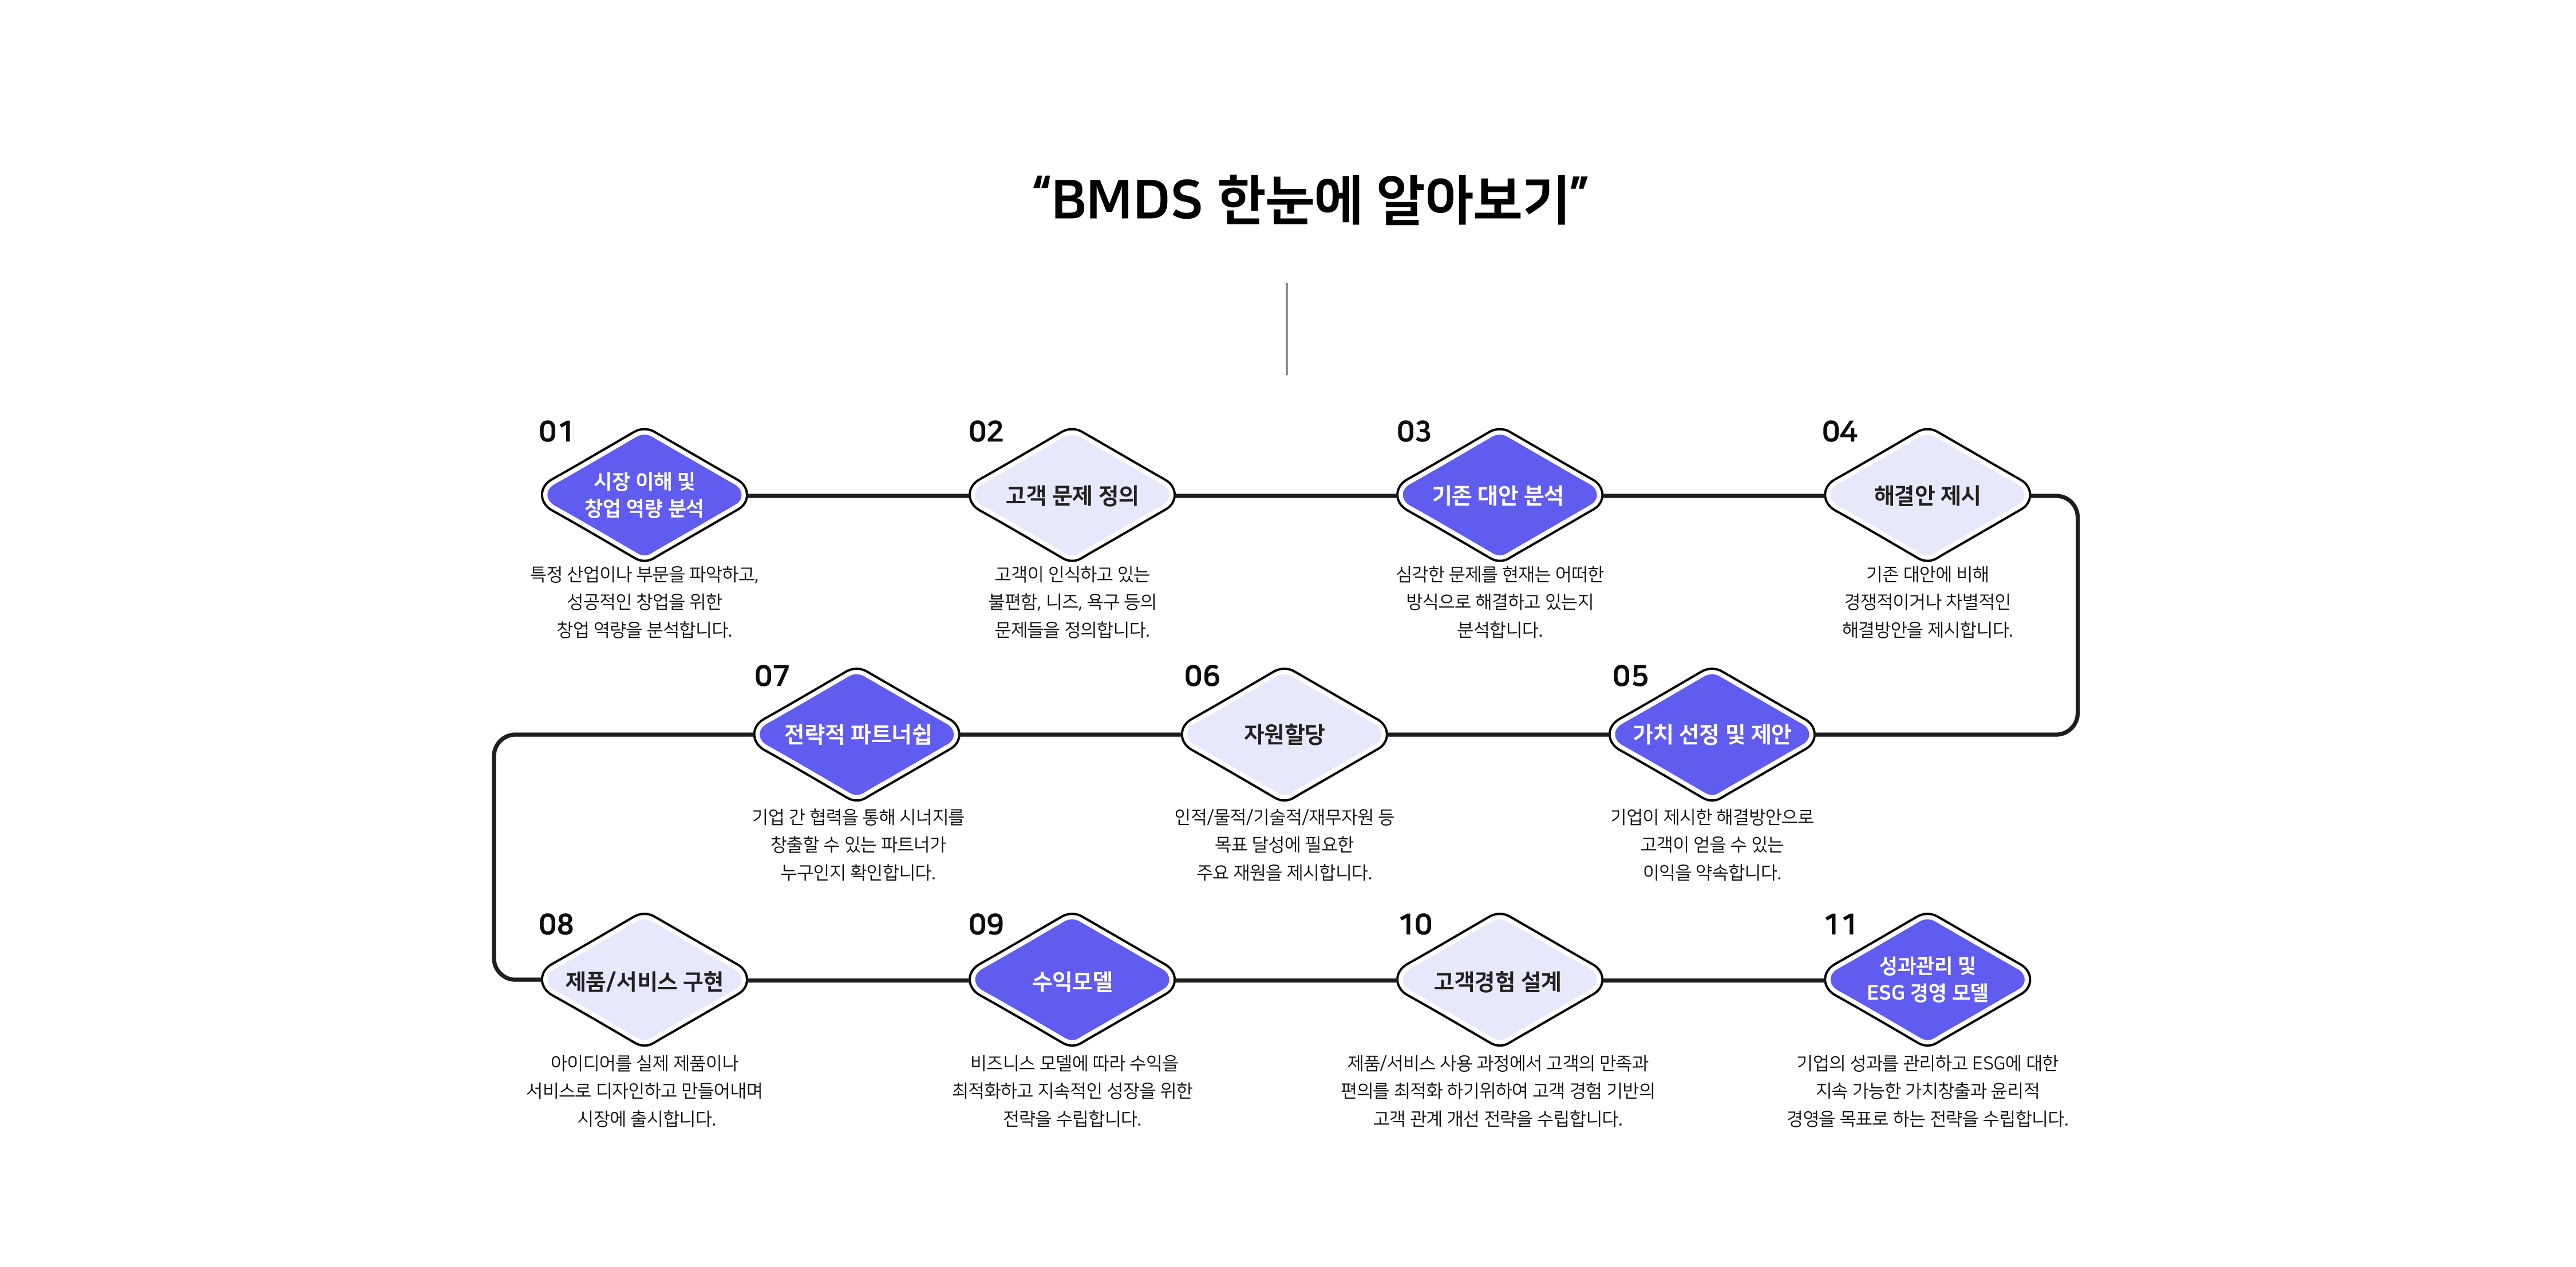 “BMDS 한눈에 알아보기”
01
시장 이해 및
창업 역량 분석
특정 산업이나 부문을 파악하고,
성공적인 창업을 위한
창업 역량을 분석합니다.
02
고객 문제 정의
고객이 인식하고 있는
불편함, 니즈, 욕구 등의
문제들을 정의합니다.
03
기존 대안 분석
심각한 문제를 현재는 어떠한
방식으로 해결하고 있는지
분석합니다.
04
해결안 제시
기존 대안에 비해
경쟁적이거나 차별적인
해결방안을 제시합니다.
05
가치 선정 및 제안
기업이 제시한 해결방안으로
고객이 얻을 수 있는
이익을 약속합니다.
06
자원할당
인적/물적/기술적/재무자원 등
목표 달성에 필요한
주요 재원을 제시합니다.
07
전략적 파트너쉽
기업 간 협력을 통해 시너지를
창출할 수 있는 파트너가
누구인지 확인합니다.
08
제품/서비스 구현
아이디어를 실제 제품이나
서비스로 디자인하고 만들어내며
시장에 출시합니다.
09
수익모델
비즈니스 모델에 따라 수익을
최적화하고 지속적인 성장을 위한
전략을 수립합니다.
10
고객경험 설계
제품/서비스 사용 과정에서 고객의 만족과
편의를 최적화 하기위하여 고객 경험 기반의
고객 관계 개선 전략을 수립합니다.
11
성과관리 및
ESG 경영 모델
기업의 성과를 관리하고 ESG에 대한
지속 가능한 가치창출과 윤리적
경영을 목표로 하는 전략을 수립합니다.